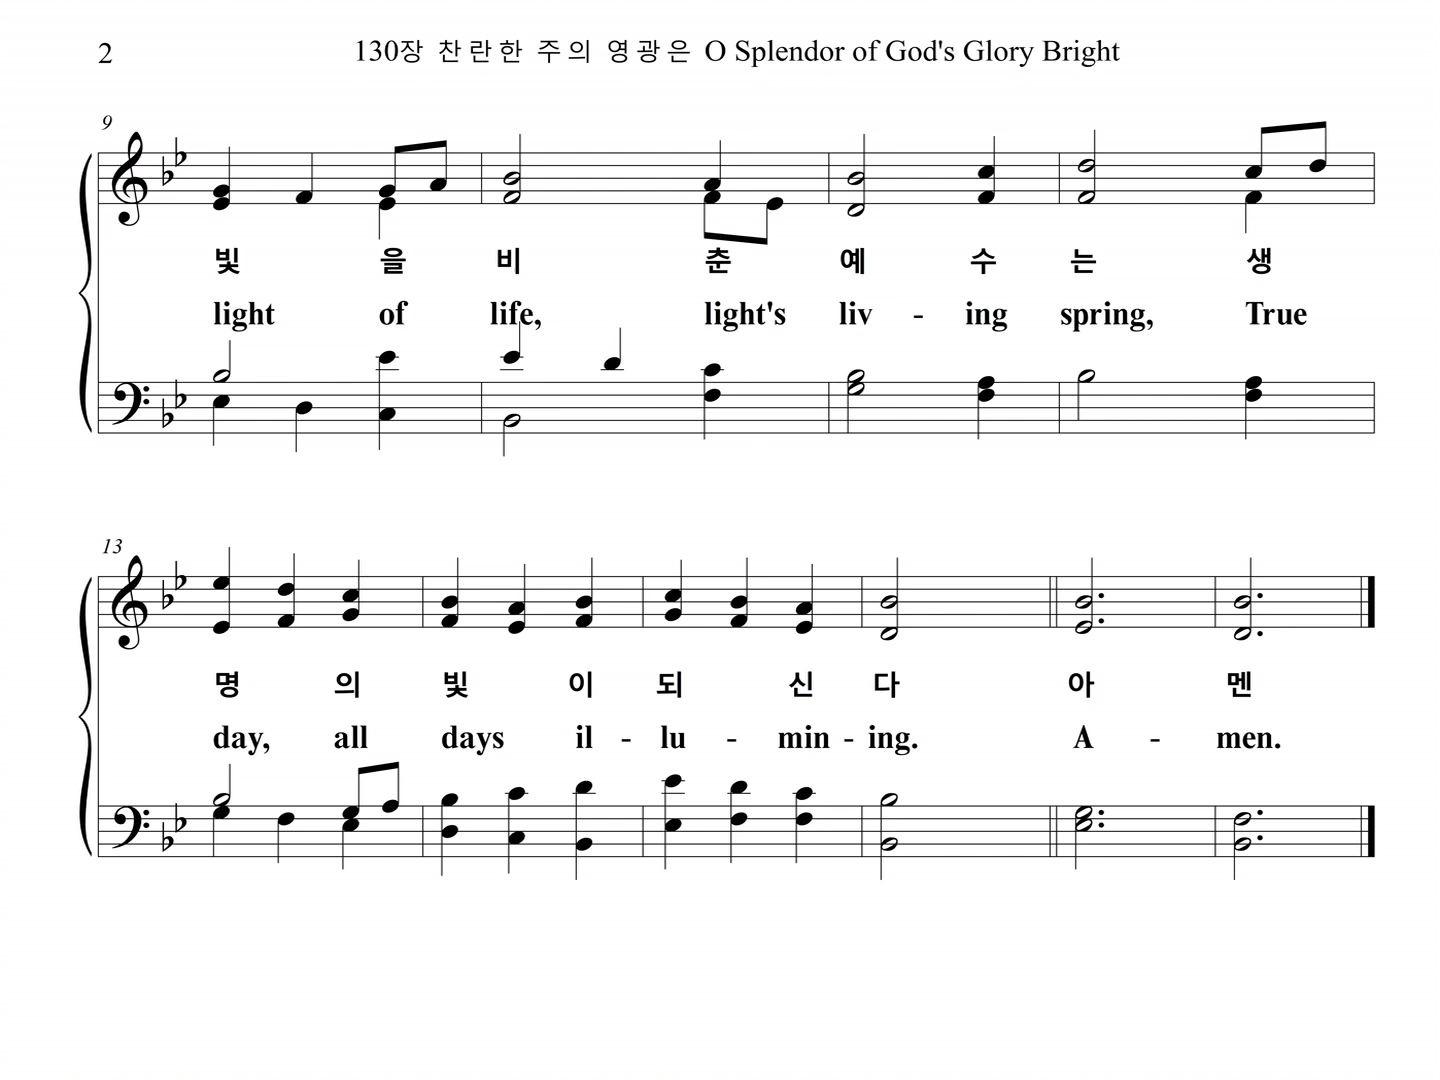 2 130장 찬란한 주의 영광은 O Splendor of God's Glory Bright
9
빛 을 비 춘 예 수 는 생
light of life, light's liv - ing spring, True
13
명 의 빛 이 되 신 다 아 멘
day, all days il - lu - min - ing. A - men.